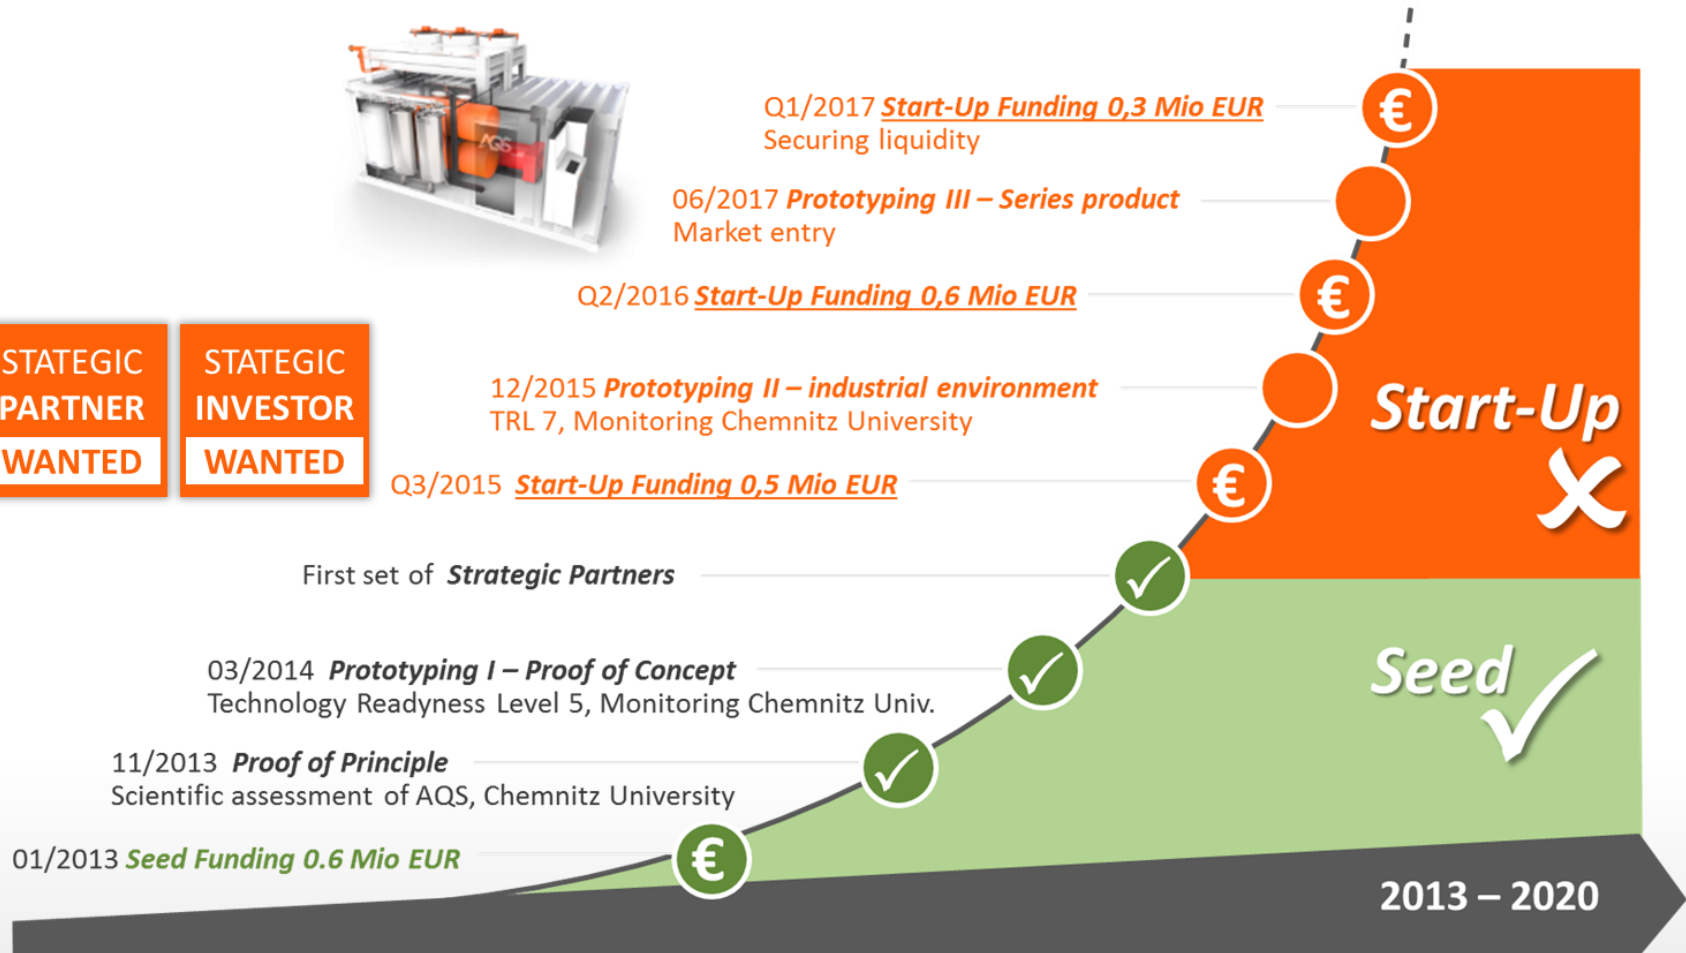 Q1/2017 Start-Up Funding 0,3 Mio EUR
Securing liquidity
AQS
06/2017 Prototyping III – Series product
Market entry
Q2/2016 Start-Up Funding 0,6 Mio EUR
STATEGIC
PARTNER
WANTED
STATEGIC
INVESTOR
WANTED
12/2015 Prototyping II – industrial environment
TRL 7, Monitoring Chemnitz University
Q3/2015 Start-Up Funding 0,5 Mio EUR
Start-Up
First set of Strategic Partners
03/2014 Prototyping I – Proof of Concept
Technology Readyness Level 5, Monitoring Chemnitz Univ.
Seed
11/2013 Proof of Principle
Scientific assessment of AQS, Chemnitz University
01/2013 Seed Funding 0.6 Mio EUR
€
€
€
€
2013 – 2020